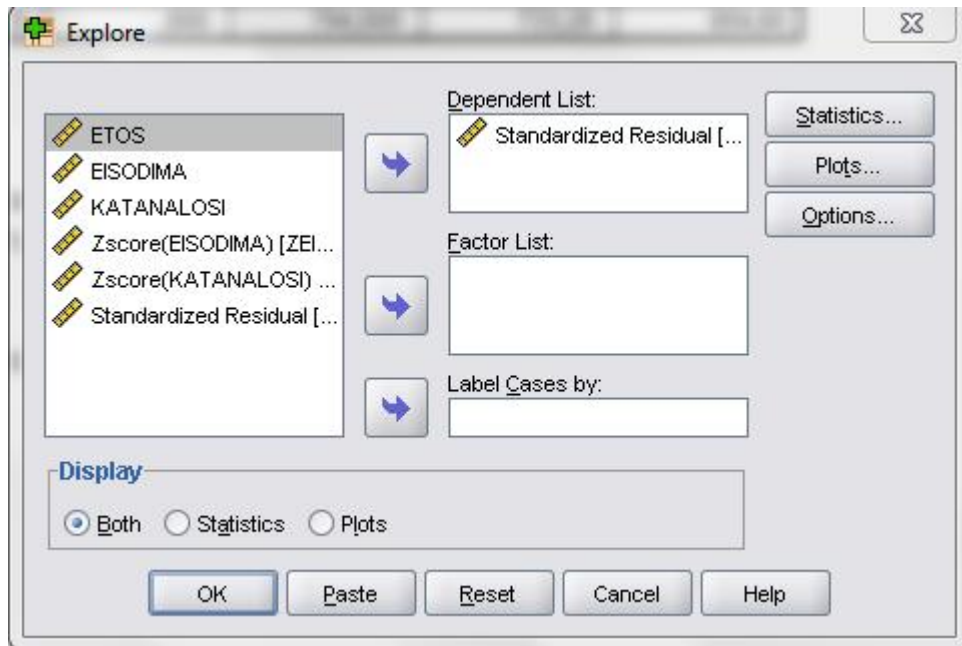 Explore
ETOS
EISODIMA
KATANALOSI
Zscore(EISODIMA) [ZEI...
Zscore(KATANALOSI) ...
Standardized Residual [...
Dependent List:
Standardized Residual [...
Factor List:
Label Cases by:
Statistics...
Plots...
Options...
Display
Both Statistics Plots
OK Paste Reset Cancel Help